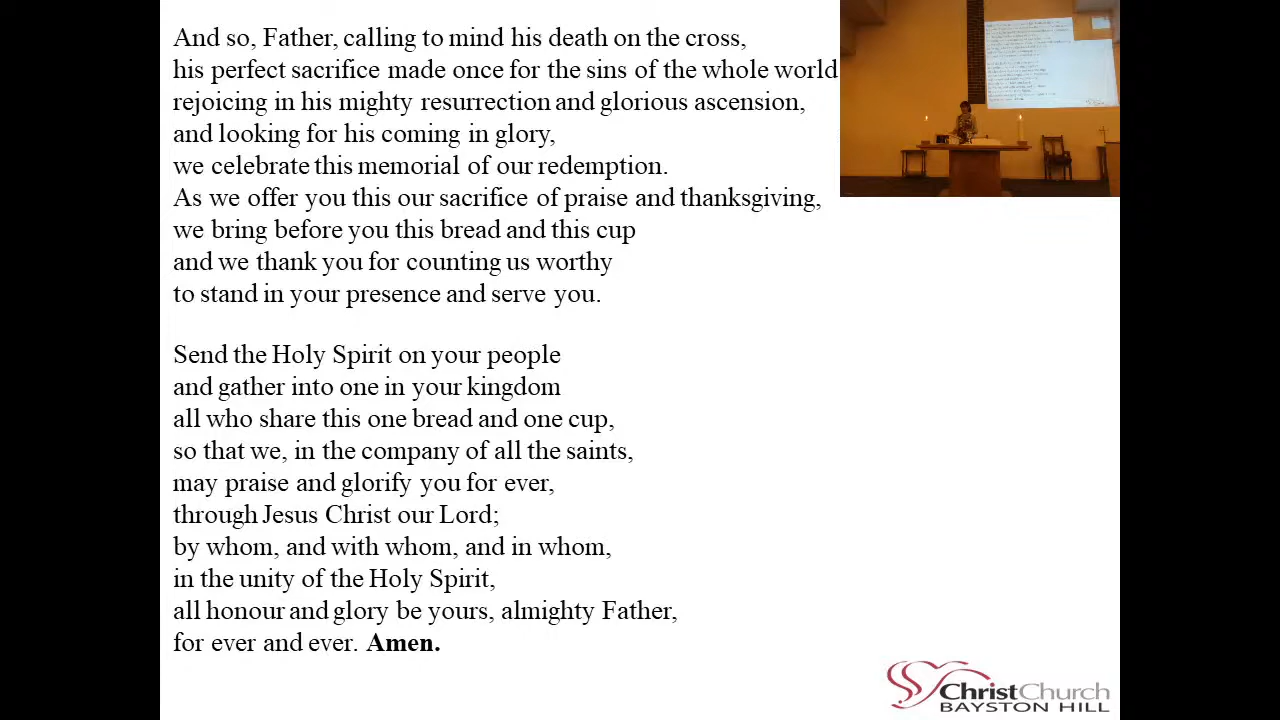 And so, Father, calling to mind his death on the cross,
his perfect sacrifice made once for the sins of the whole world
rejoicing in his mighty resurrection and glorious ascension,
and looking for his coming in glory,
we celebrate this memorial of our redemption.
As we offer you this our sacrifice of praise and thanksgiving,
we bring before you this bread and this cup
and we thank you for counting us worthy
to stand in your presence and serve you.
Send the Holy Spirit on your people
and gather into one in your kingdom
all who share this one bread and one cup,
so that we, in the company of all the saints,
may praise and glorify you for ever,
through Jesus Christ our Lord;
by whom, and with whom, and in whom,
in the unity of the Holy Spirit,
all honour and glory be yours, almighty Father,
for ever and ever. Amen.
ChristChurch
BAYSTON HILL